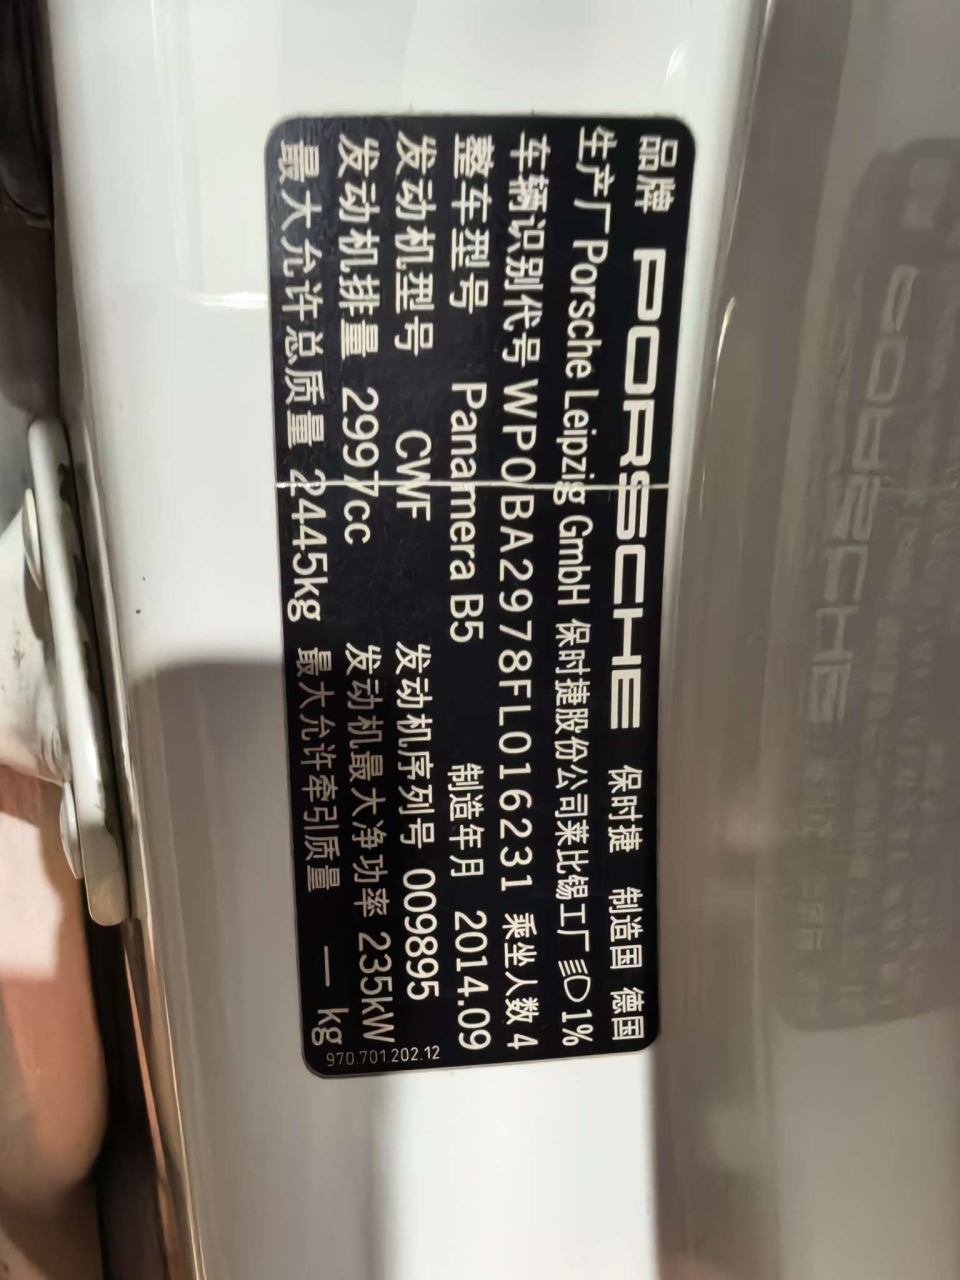 品牌 PORSCHE 保时捷 制造国 德国
生产厂 Porsche Leipzig GmbH 保时捷股份公司莱比锡工厂 1%
车辆识别代号 WP0BA2978FL016231 乘坐人数 4
整车型号 Panamera B5 制造年月 2014.09
发动机型号 CWF 发动机序列号 009895
发动机排量 2997cc 发动机最大净功率 235kW
最大允许总质量 2445kg 最大允许牵引质量 — kg
970.701.202.12